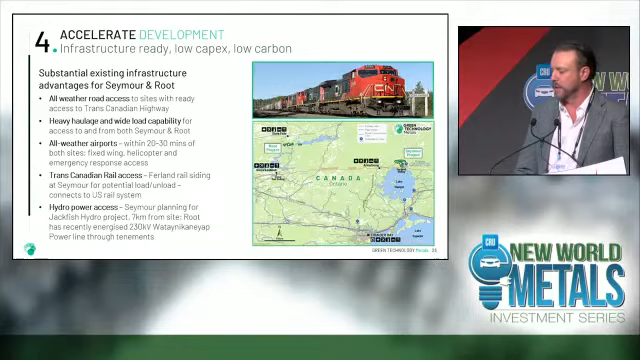 4.
ACCELERATE DEVELOPMENT
Infrastructure ready, low capex, low carbon
Substantial existing infrastructure
advantages for Seymour & Root
• All weather road access to sites with ready
access to Trans Canadian Highway
• Heavy haulage and wide load capability for
access to and from both Seymour & Root
• All-weather airports – within 20-30 mins of
both sites: fixed wing, helicopter and
emergency response access
• Trans Canadian Rail access – Ferland rail siding
at Seymour for potential load/unload –
connects to US rail system
• Hydro power access – Seymour planning for
Jackfish Hydro project, 7km from site: Root
has recently energised 230kV Wataynikaneyap
Power line through tenements
CN
GREEN TECHNOLOGY
Metals
CANADA
Ontario
GREEN TECHNOLOGY Metals
CRU
CRU
NEW WORLD
METALS
INVESTMENT SERIES